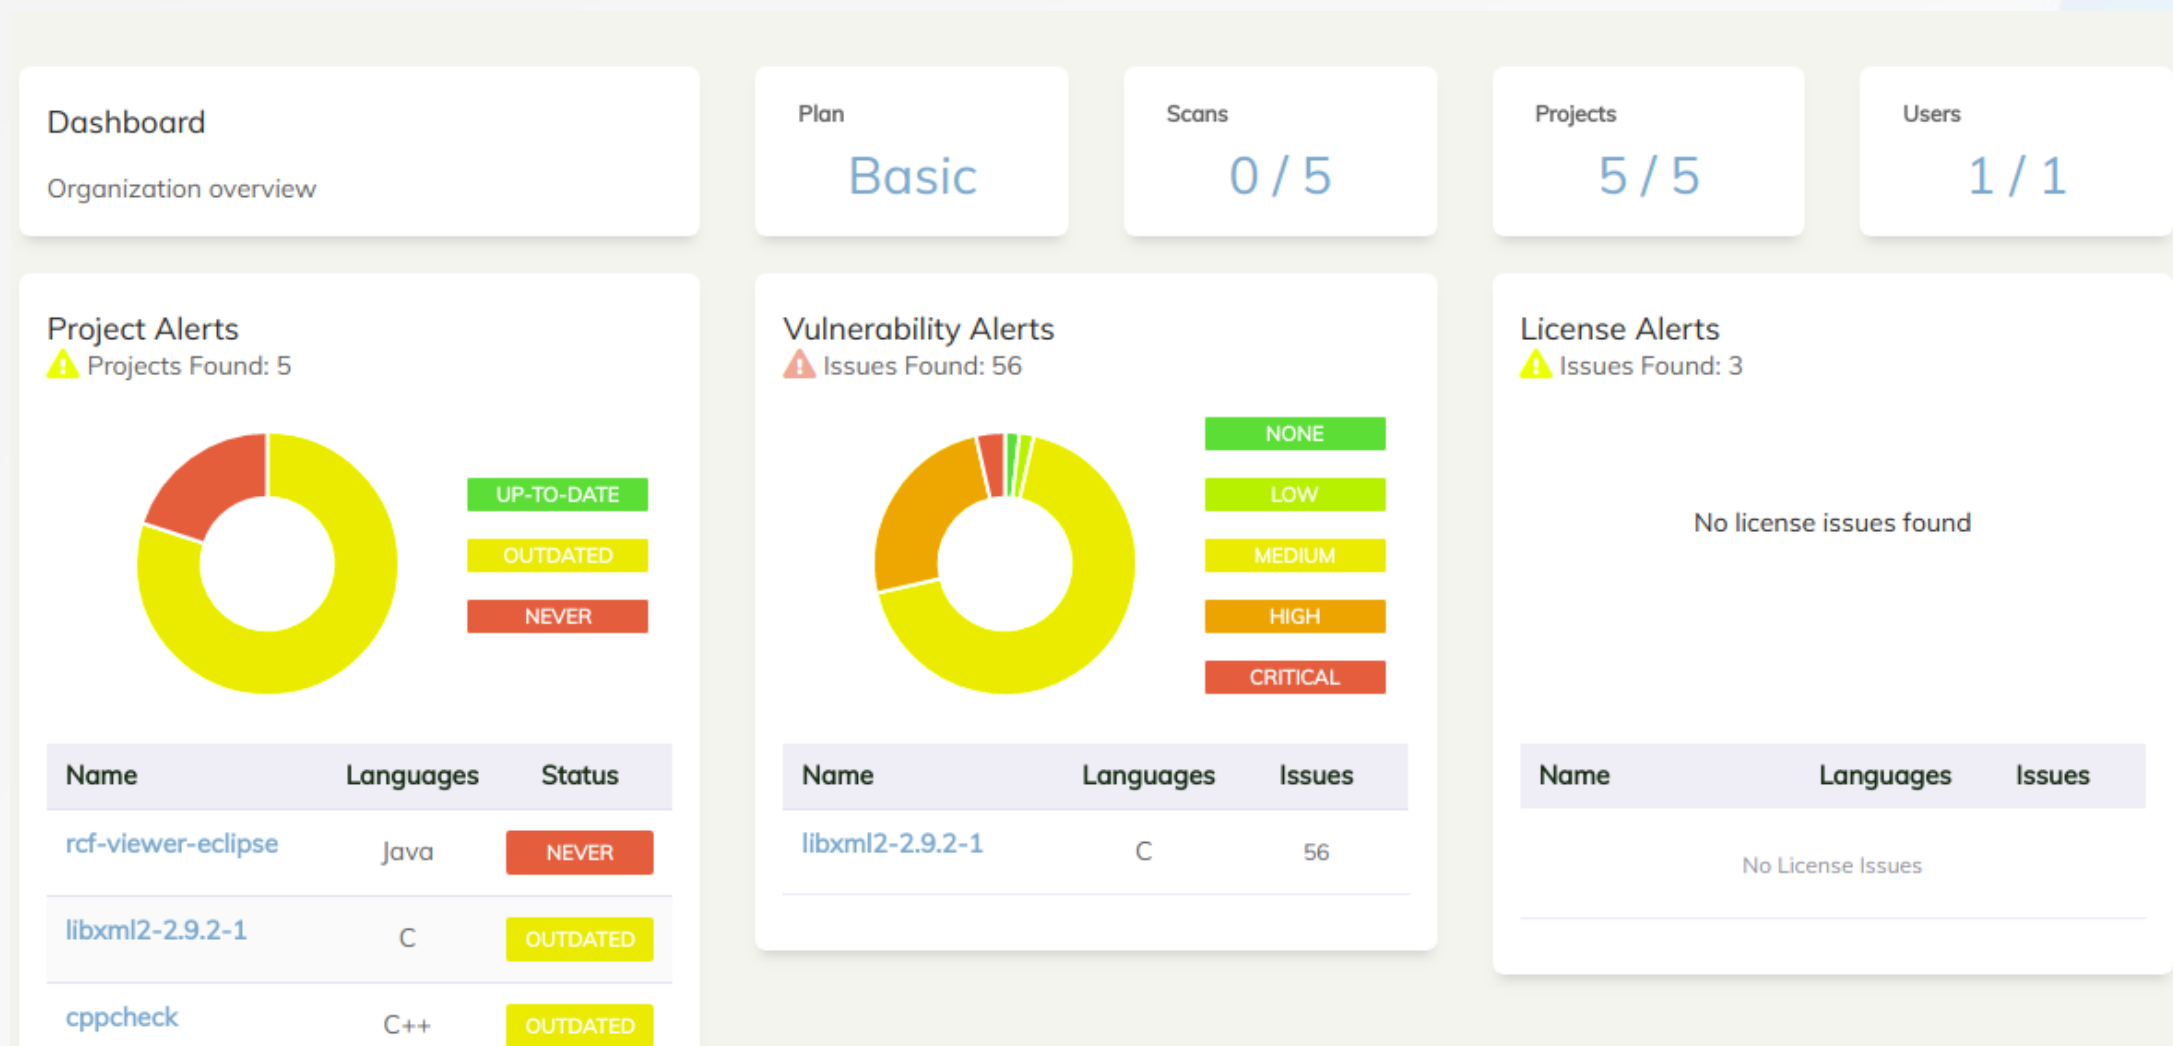 Dashboard
Organization overview
Plan
Basic
Scans
0 / 5
Projects
5 / 5
Users
1 / 1
Project Alerts
Projects Found: 5
UP-TO-DATE
OUTDATED
NEVER
Name Languages Status
rcf-viewer-eclipse Java NEVER
libxml2-2.9.2-1 C OUTDATED
cppcheck C++ OUTDATED
Vulnerability Alerts
Issues Found: 56
NONE
LOW
MEDIUM
HIGH
CRITICAL
Name Languages Issues
libxml2-2.9.2-1 C 56
License Alerts
Issues Found: 3
No license issues found
Name Languages Issues
No License Issues